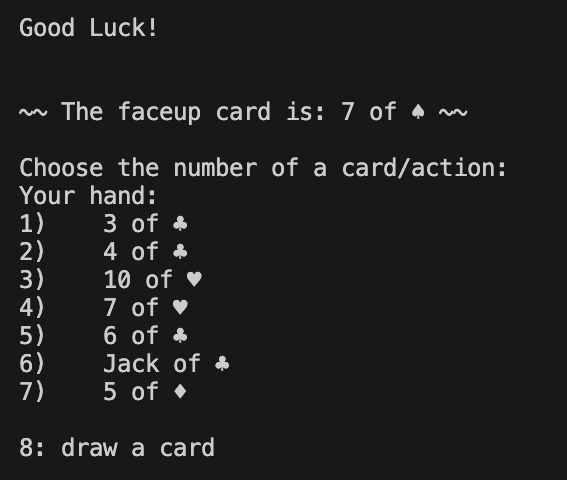 Good Luck!
~~ The faceup card is: 7 of ♠ ~~
Choose the number of a card/action:
Your hand:
1)    3 of ♣
2)    4 of ♣
3)    10 of ♥
4)    7 of ♥
5)    6 of ♣
6)    Jack of ♣
7)    5 of ♦
8: draw a card